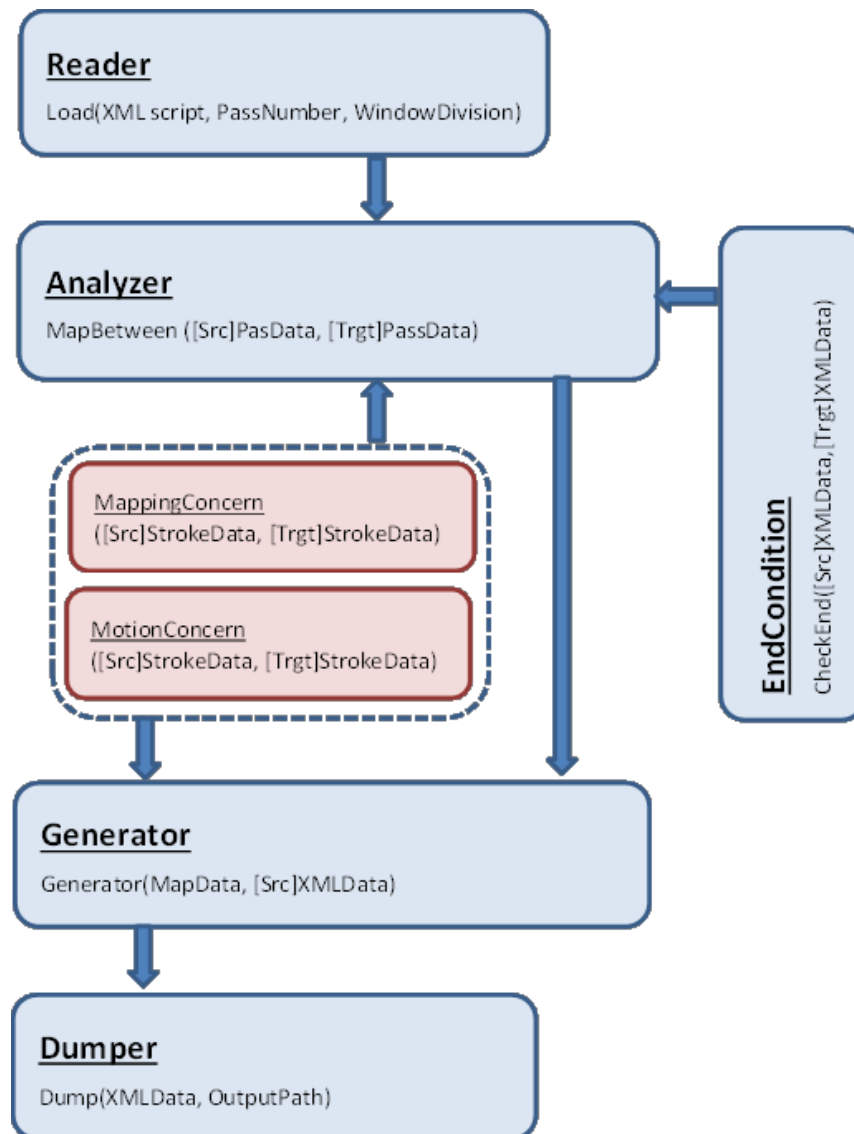 Reader
Load(XML script, PassNumber, WindowDivision)
Analyzer
MapBetween ([Src]PasData, [Trgt]PassData)
EndCondition
CheckEnd([Src]XMLData,[Trgt]XMLData)
MappingConcern
([Src]StrokeData, [Trgt]StrokeData)
MotionConcern
([Src]StrokeData, [Trgt]StrokeData)
Generator
Generator(MapData, [Src]XMLData)
Dumper
Dump(XMLData, OutputPath)